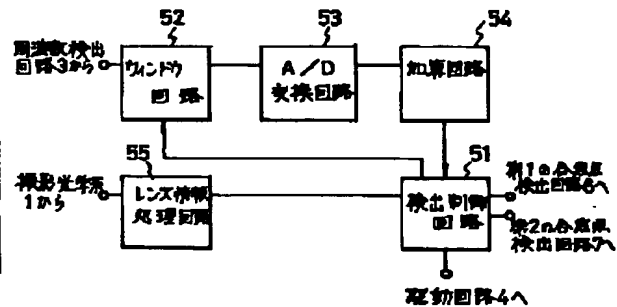 52
53
54
周波数検出
回路3から
ウィンドウ
回路
A/D
変換回路
加算回路
55
51
撮影光学系
1から
レンズ情報
処理回路
検出制御
回路
第1の合焦点
検出回路6へ
第2の合焦点
検出回路7へ
駆動回路4へ